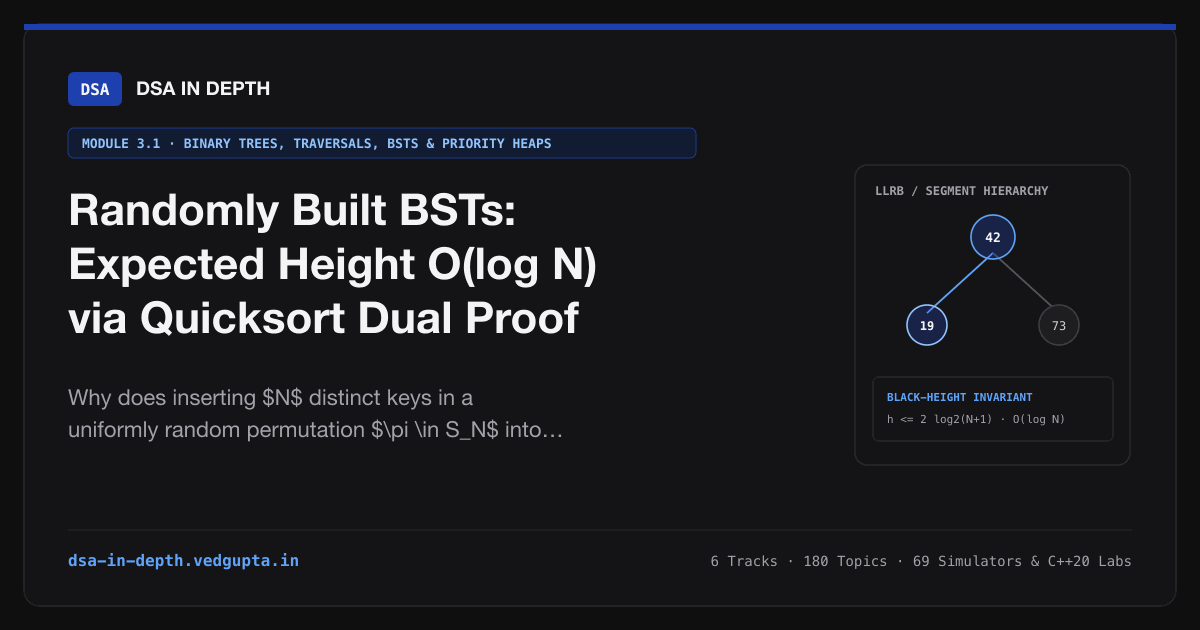 DSA
DSA IN DEPTH
MODULE 3.1 · BINARY TREES, TRAVERSALS, BSTS & PRIORITY HEAPS
Randomly Built BSTs:
Expected Height O(log N)
via Quicksort Dual Proof
Why does inserting $N$ distinct keys in a
uniformly random permutation $\pi \in S_N$ into…
LLRB / SEGMENT HIERARCHY
42
19
73
BLACK-HEIGHT INVARIANT
h <= 2 log2(N+1) · O(log N)
dsa-in-depth.vedgupta.in
6 Tracks · 180 Topics · 69 Simulators & C++20 Labs